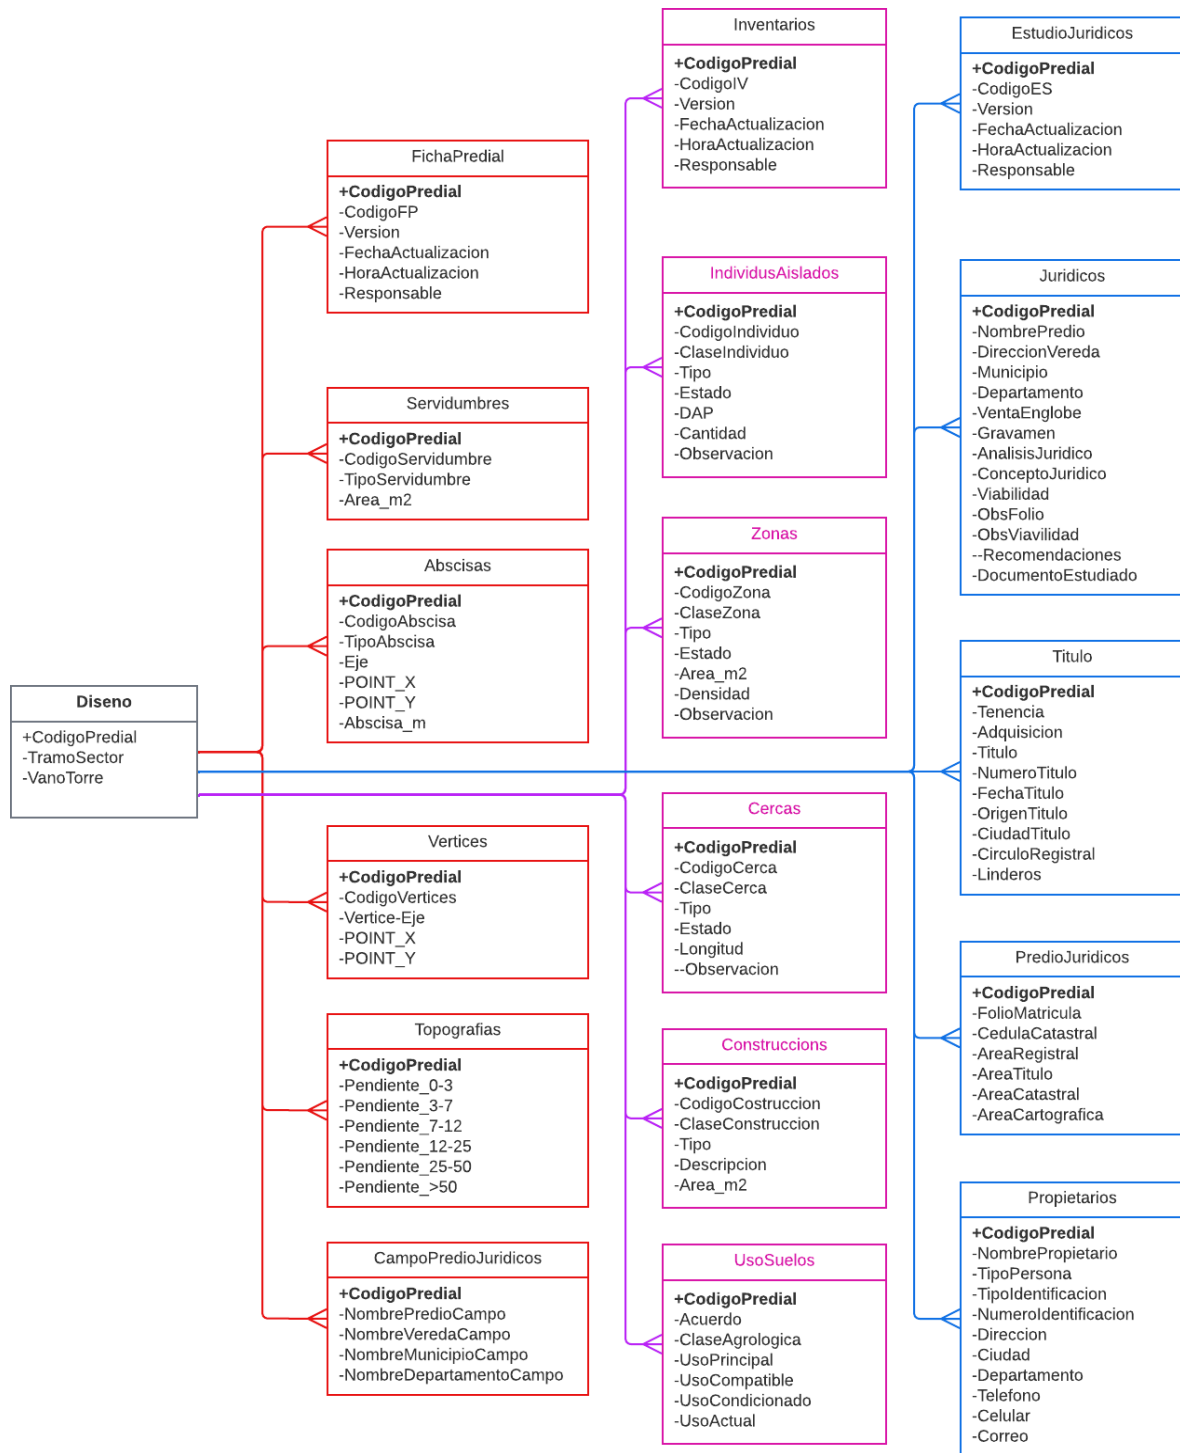 Diseno
+CodigoPredial
-TramoSector
-VanoTorre
FichaPredial
+CodigoPredial
-CodigoFP
-Version
-FechaActualizacion
-HoraActualizacion
-Responsable
Servidumbres
+CodigoPredial
-CodigoServidumbre
-TipoServidumbre
-Area_m2
Abscisas
+CodigoPredial
-CodigoAbscisa
-TipoAbscisa
-Eje
-POINT_X
-POINT_Y
-Abscisa_m
Vertices
+CodigoPredial
-CodigoVertices
-Vertice-Eje
-POINT_X
-POINT_Y
Topografias
+CodigoPredial
-Pendiente_0-3
-Pendiente_3-7
-Pendiente_7-12
-Pendiente_12-25
-Pendiente_25-50
-Pendiente_>50
CampoPredioJuridicos
+CodigoPredial
-NombrePredioCampo
-NombreVeredaCampo
-NombreMunicipioCampo
-NombreDepartamentoCampo
Inventarios
+CodigoPredial
-CodigoIV
-Version
-FechaActualizacion
-HoraActualizacion
-Responsable
IndividusAislados
+CodigoPredial
-CodigoIndividuo
-ClaseIndividuo
-Tipo
-Estado
-DAP
-Cantidad
-Observacion
Zonas
+CodigoPredial
-CodigoZona
-ClaseZona
-Tipo
-Estado
-Area_m2
-Densidad
-Observacion
Cercas
+CodigoPredial
-CodigoCerca
-ClaseCerca
-Tipo
-Estado
-Longitud
--Observacion
Construccions
+CodigoPredial
-CodigoCostruccion
-ClaseConstruccion
-Tipo
-Descripcion
-Area_m2
UsoSuelos
+CodigoPredial
-Acuerdo
-ClaseAgrologica
-UsoPrincipal
-UsoCompatible
-UsoCondicionado
-UsoActual
EstudioJuridicos
+CodigoPredial
-CodigoES
-Version
-FechaActualizacion
-HoraActualizacion
-Responsable
Juridicos
+CodigoPredial
-NombrePredio
-DireccionVereda
-Municipio
-Departamento
-VentaEnglobe
-Gravamen
-AnalisisJuridico
-ConceptoJuridico
-Viabilidad
-ObsFolio
-ObsViavilidad
--Recomendaciones
-DocumentoEstudiado
Titulo
+CodigoPredial
-Tenencia
-Adquisicion
-Titulo
-NumeroTitulo
-FechaTitulo
-OrigenTitulo
-CiudadTitulo
-CirculoRegistral
-Linderos
PredioJuridicos
+CodigoPredial
-FolioMatricula
-CedulaCatastral
-AreaRegistral
-AreaTitulo
-AreaCatastral
-AreaCartografica
Propietarios
+CodigoPredial
-NombrePropietario
-TipoPersona
-TipoIdentificacion
-NumeroIdentificacion
-Direccion
-Ciudad
-Departamento
-Telefono
-Celular
-Correo